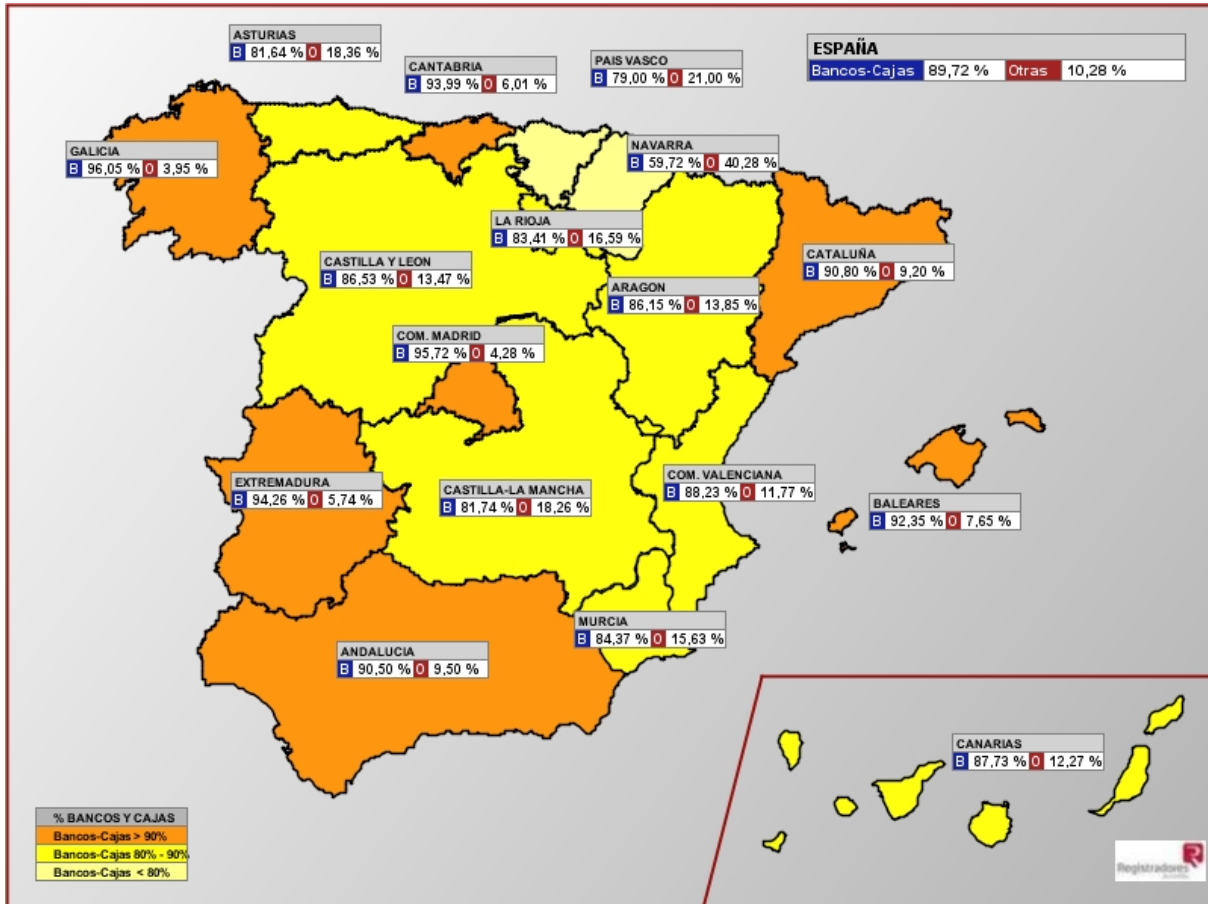 ASTURIAS
B 81,64 % O 18,36 %
CANTABRIA
B 93,99 % O 6,01 %
PAIS VASCO
B 79,00 % O 21,00 %
ESPAÑA
Bancos-Cajas 89,72 % Otras 10,28 %
GALICIA
B 96,05 % O 3,95 %
NAVARRA
B 59,72 % O 40,28 %
LA RIOJA
B 83,41 % O 16,59 %
CASTILLA Y LEON
B 86,53 % O 13,47 %
CATALUÑA
B 90,80 % O 9,20 %
ARAGON
B 86,15 % O 13,85 %
COM. MADRID
B 95,72 % O 4,28 %
EXTREMADURA
B 94,26 % O 5,74 %
CASTILLA-LA MANCHA
B 81,74 % O 18,26 %
COM. VALENCIANA
B 88,23 % O 11,77 %
BALEARES
B 92,35 % O 7,65 %
MURCIA
B 84,37 % O 15,63 %
ANDALUCIA
B 90,50 % O 9,50 %
CANARIAS
B 87,73 % O 12,27 %
% BANCOS Y CAJAS
Bancos-Cajas > 90%
Bancos-Cajas 80% - 90%
Bancos-Cajas < 80%
Registradores